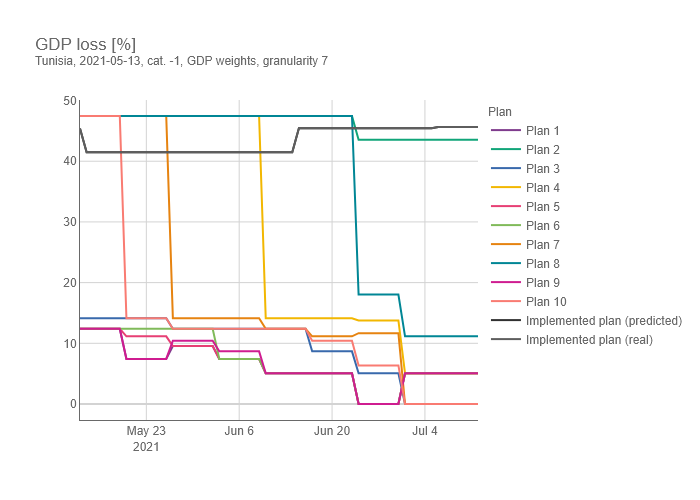 GDP loss [%]
Tunisia, 2021-05-13, cat. -1, GDP weights, granularity 7
50
40
30
20
10
0
May 23
2021
Jun 6
Jun 20
Jul 4
Plan
Plan 1
Plan 2
Plan 3
Plan 4
Plan 5
Plan 6
Plan 7
Plan 8
Plan 9
Plan 10
Implemented plan (predicted)
Implemented plan (real)